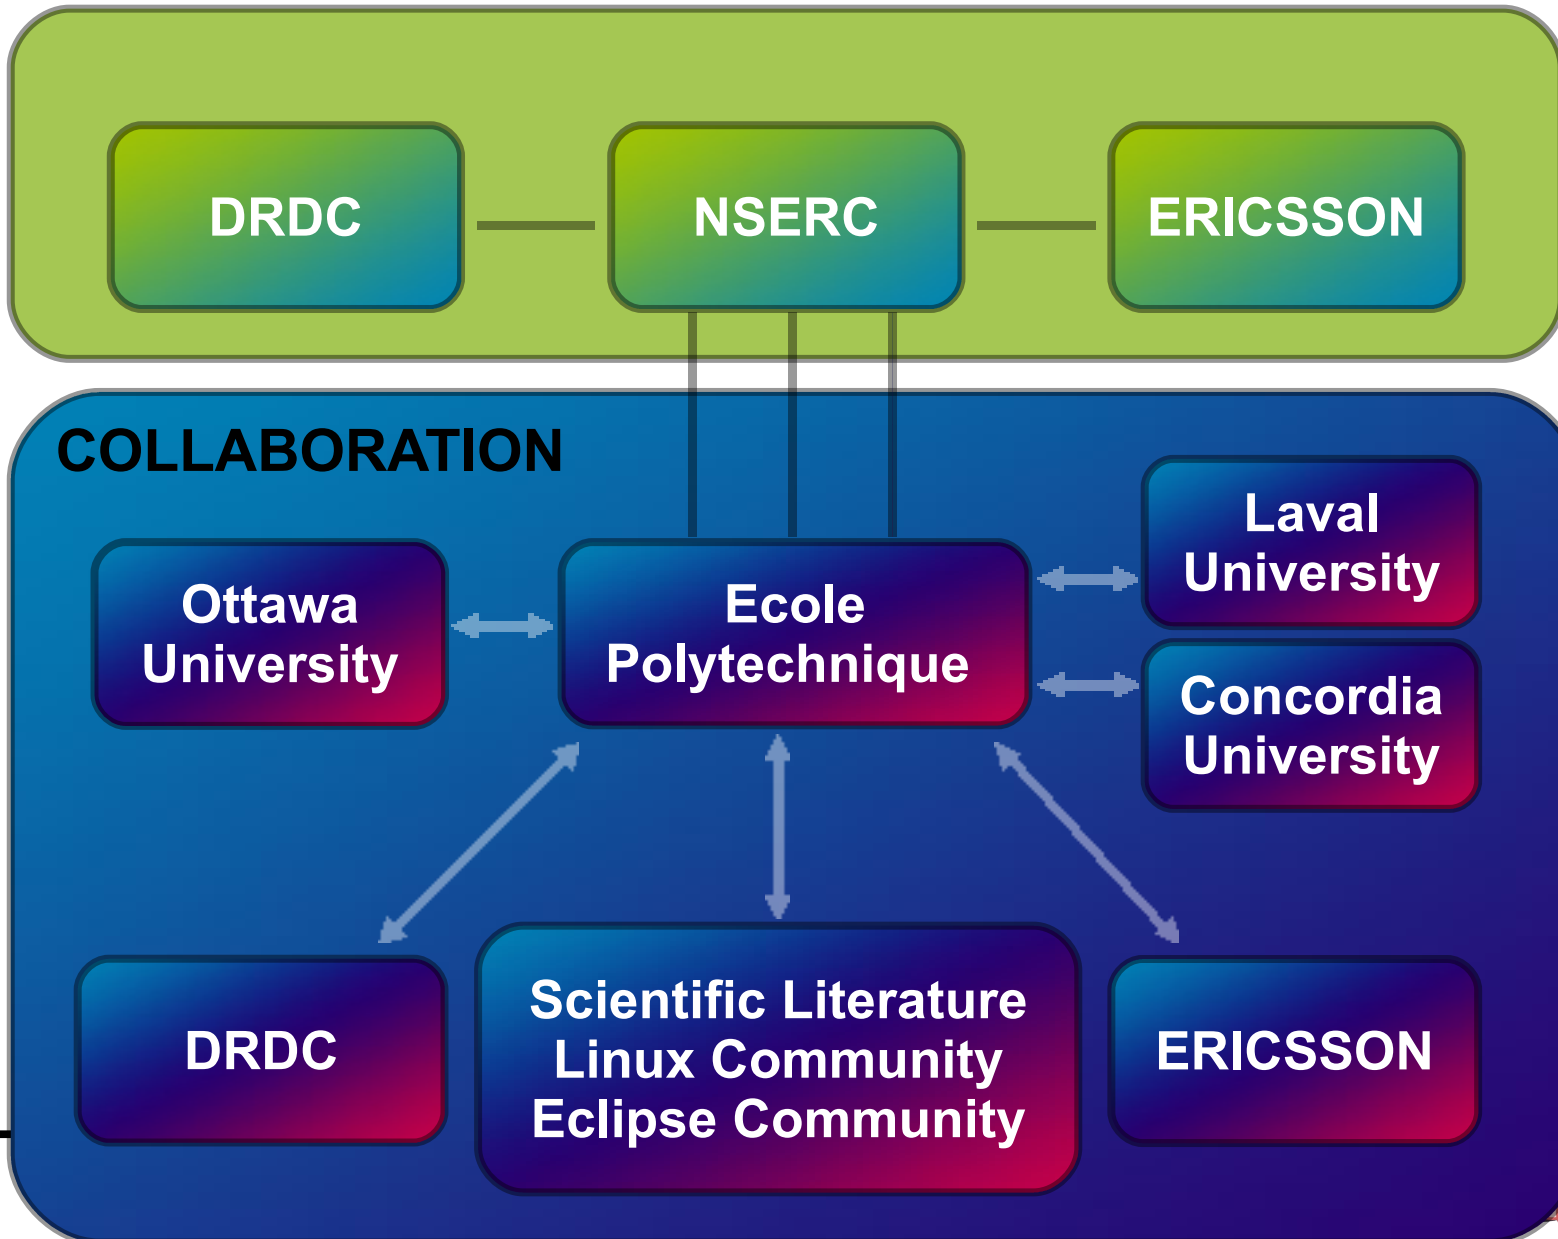 DRDC
NSERC
ERICSSON
COLLABORATION
Laval
University
Ottawa
University
Ecole
Polytechnique
Concordia
University
DRDC
Scientific Literature
Linux Community
Eclipse Community
ERICSSON